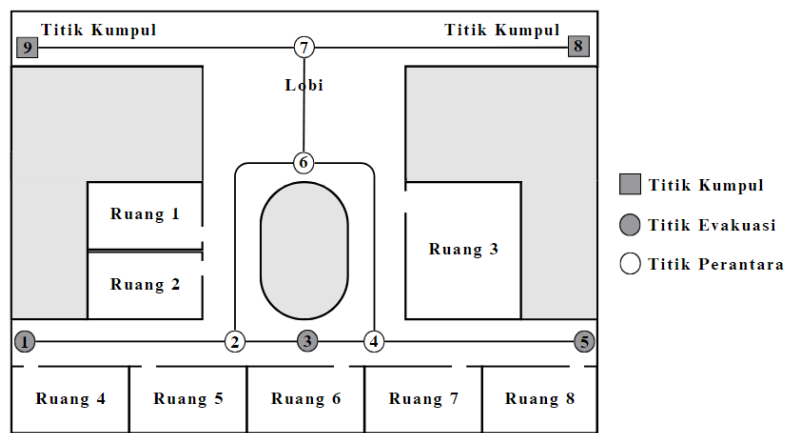 Titik Kumpul
Titik Kumpul
9
7
8
Lobi
6
Ruang 1
Ruang 2
Ruang 3
Titik Kumpul
Titik Evakuasi
Titik Perantara
1
2
3
4
5
Ruang 4
Ruang 5
Ruang 6
Ruang 7
Ruang 8